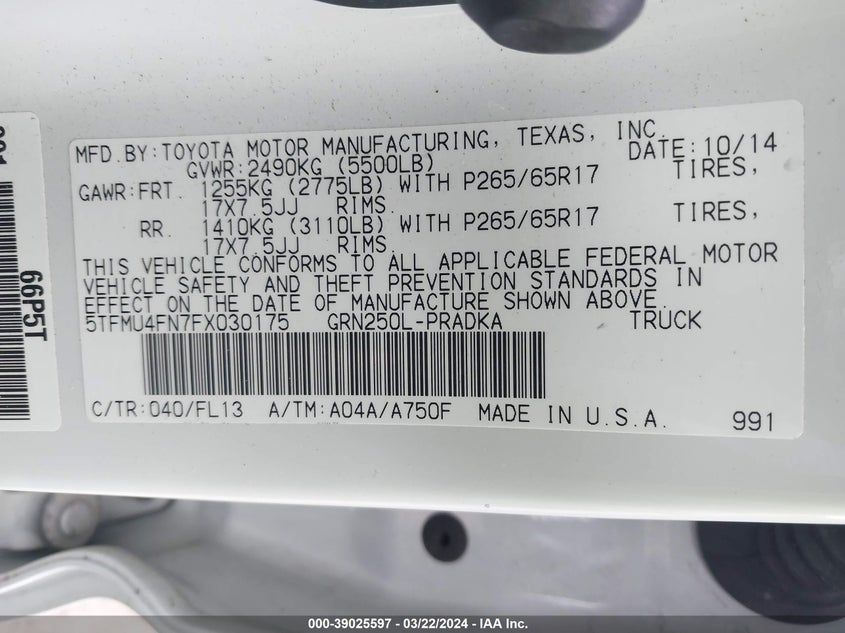 MFD.BY:TOYOTA MOTOR MANUFACTURING, TEXAS, INC.
GVWR:2490KG (5500LB) DATE:10/14
GAWR:FRT. 1255KG (2775LB) WITH P265/65R17 TIRES,
17X7.5JJ RIMS.
RR. 1410KG (3110LB) WITH P265/65R17 TIRES,
17X7.5JJ RIMS.
THIS VEHICLE CONFORMS TO ALL APPLICABLE FEDERAL MOTOR
VEHICLE SAFETY AND THEFT PREVENTION STANDARDS IN
EFFECT ON THE DATE OF MANUFACTURE SHOWN ABOVE.
5TFMU4FN7FX030175 GRN250L-PRADKA TRUCK
C/TR:040/FL13 A/TM:A04A/A750F MADE IN U.S.A.
991
66P5T
000-39025597 - 03/22/2024 - IAA Inc.